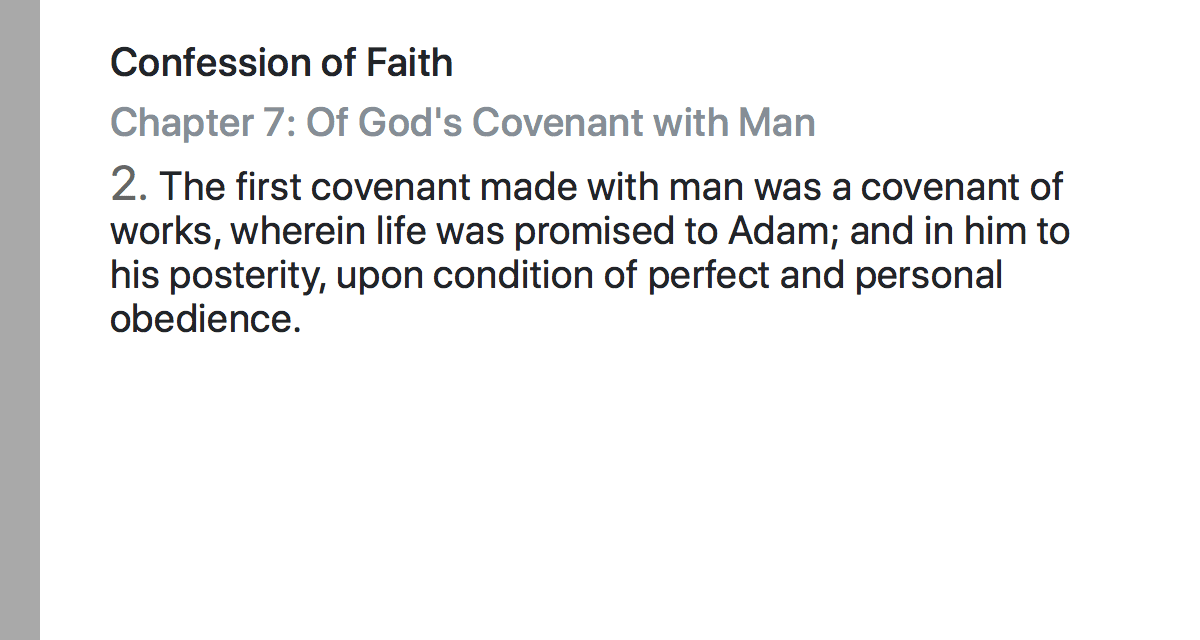 Confession of Faith
Chapter 7: Of God's Covenant with Man
2. The first covenant made with man was a covenant of
works, wherein life was promised to Adam; and in him to
his posterity, upon condition of perfect and personal
obedience.